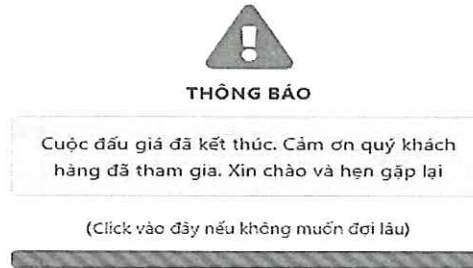 THÔNG BÁO
Cuộc đấu giá đã kết thúc. Cảm ơn quý khách
hàng đã tham gia. Xin chào và hẹn gặp lại
(Click vào đây nếu không muốn đợi lâu)